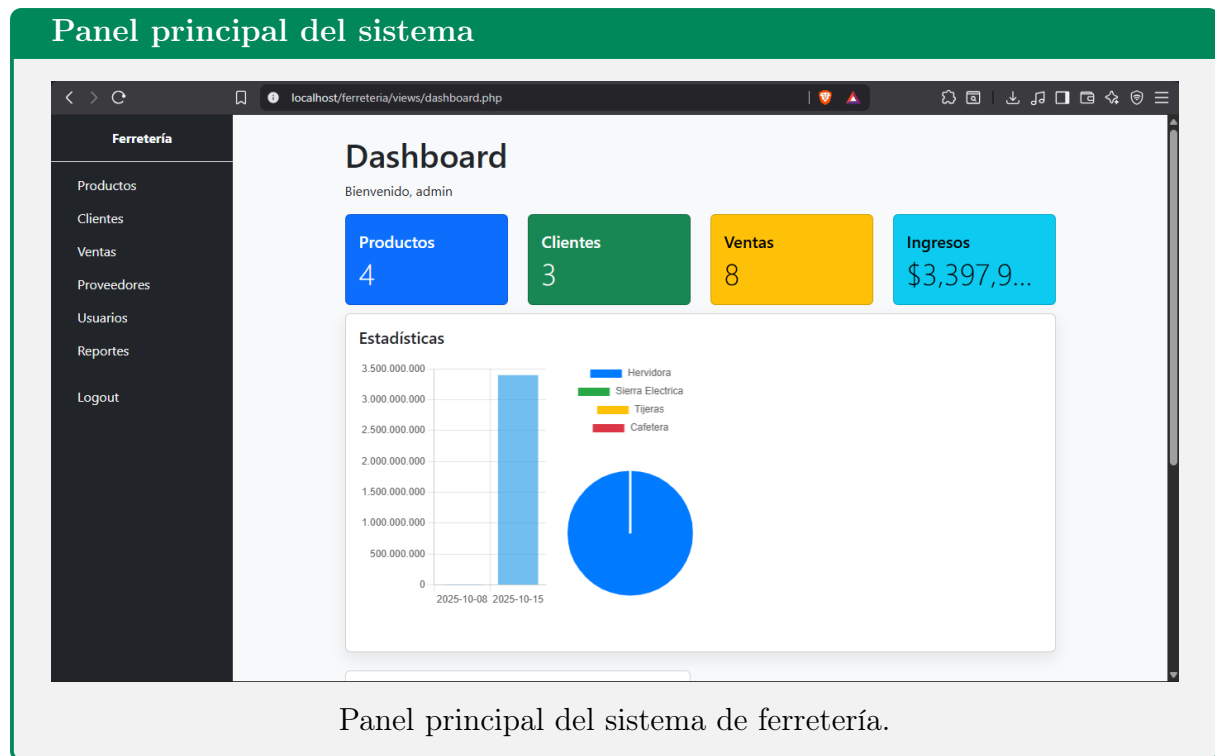 Panel principal del sistema
localhost/ferreteria/views/dashboard.php
Ferretería
Productos
Clientes
Ventas
Proveedores
Usuarios
Reportes
Logout
Dashboard
Bienvenido, admin
Productos
4
Clientes
3
Ventas
8
Ingresos
$3,397,9...
Estadísticas
3.500.000.000
3.000.000.000
2.500.000.000
2.000.000.000
1.500.000.000
1.000.000.000
500.000.000
0
2025-10-08 2025-10-15
Hervidora
Sierra Electrica
Tijeras
Cafetera
Panel principal del sistema de ferretería.